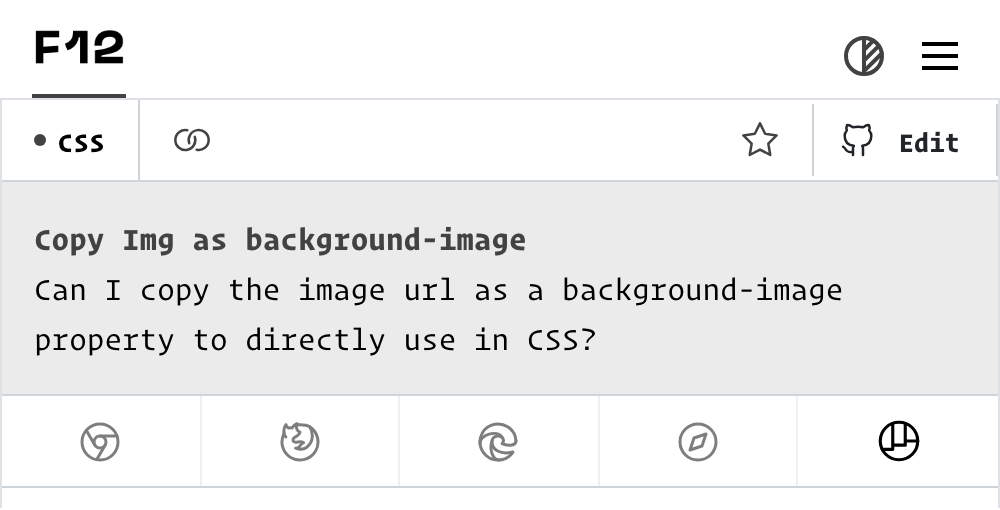 F12
CSS
Edit
Copy Img as background-image
Can I copy the image url as a background-image
property to directly use in CSS?